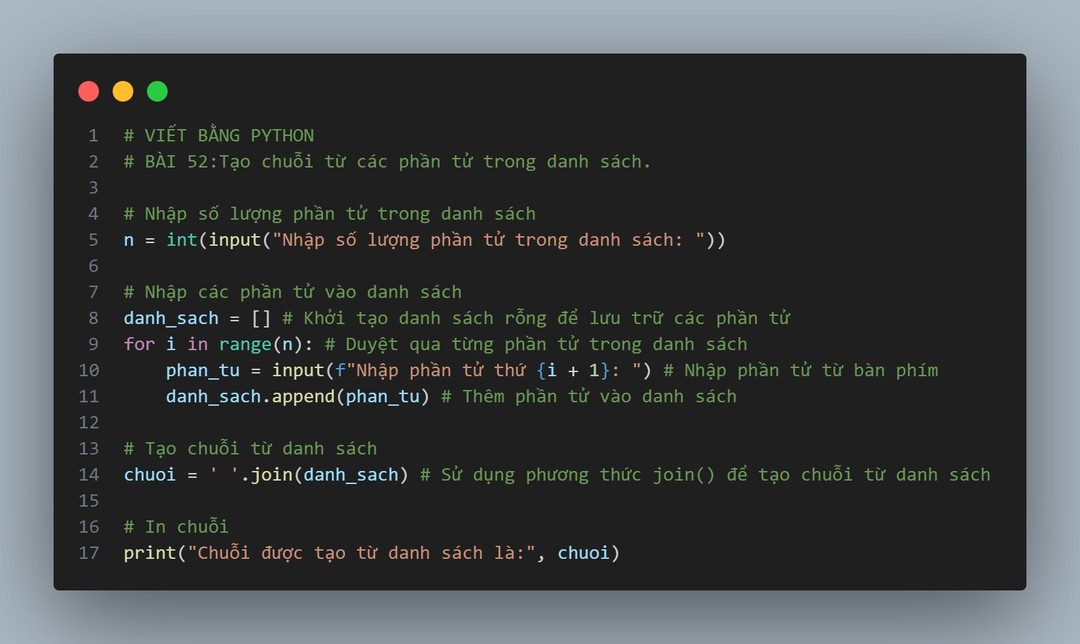 1 # VIẾT BẰNG PYTHON
2 # BÀI 52:Tạo chuỗi từ các phần tử trong danh sách.
3
4 # Nhập số lượng phần tử trong danh sách
5 n = int(input("Nhập số lượng phần tử trong danh sách: "))
6
7 # Nhập các phần tử vào danh sách
8 danh_sach = [] # Khởi tạo danh sách rỗng để lưu trữ các phần tử
9 for i in range(n): # Duyệt qua từng phần tử trong danh sách
10     phan_tu = input(f"Nhập phần tử thứ {i + 1}: ") # Nhập phần tử từ bàn phím
11     danh_sach.append(phan_tu) # Thêm phần tử vào danh sách
12
13 # Tạo chuỗi từ danh sách
14 chuoi = ' '.join(danh_sach) # Sử dụng phương thức join() để tạo chuỗi từ danh sách
15
16 # In chuỗi
17 print("Chuỗi được tạo từ danh sách là:", chuoi)